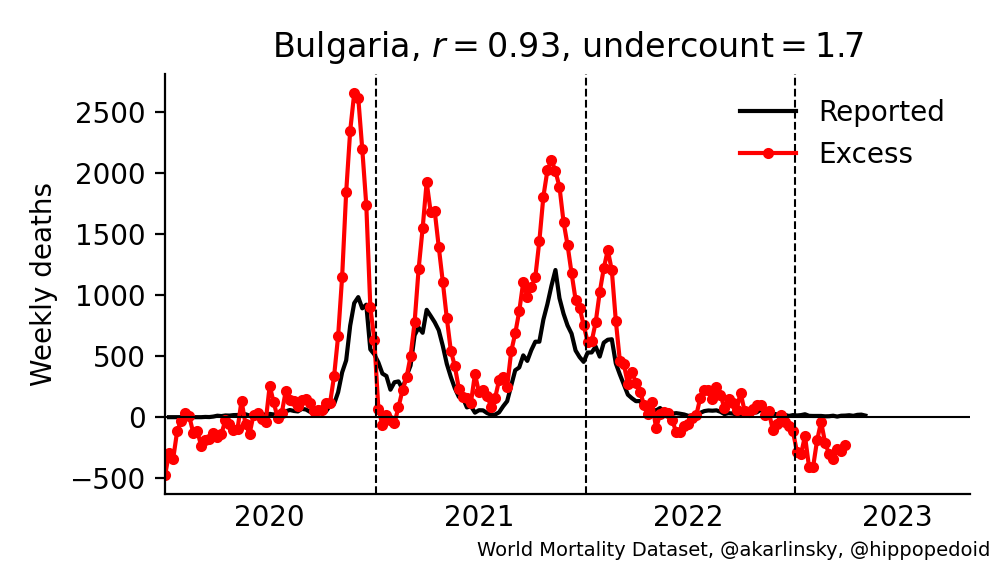 Bulgaria, r = 0.93, undercount = 1.7
Weekly deaths
2500
2000
1500
1000
500
0
−500
Reported
Excess
2020 2021 2022 2023
World Mortality Dataset, @akarlinsky, @hippopedoid